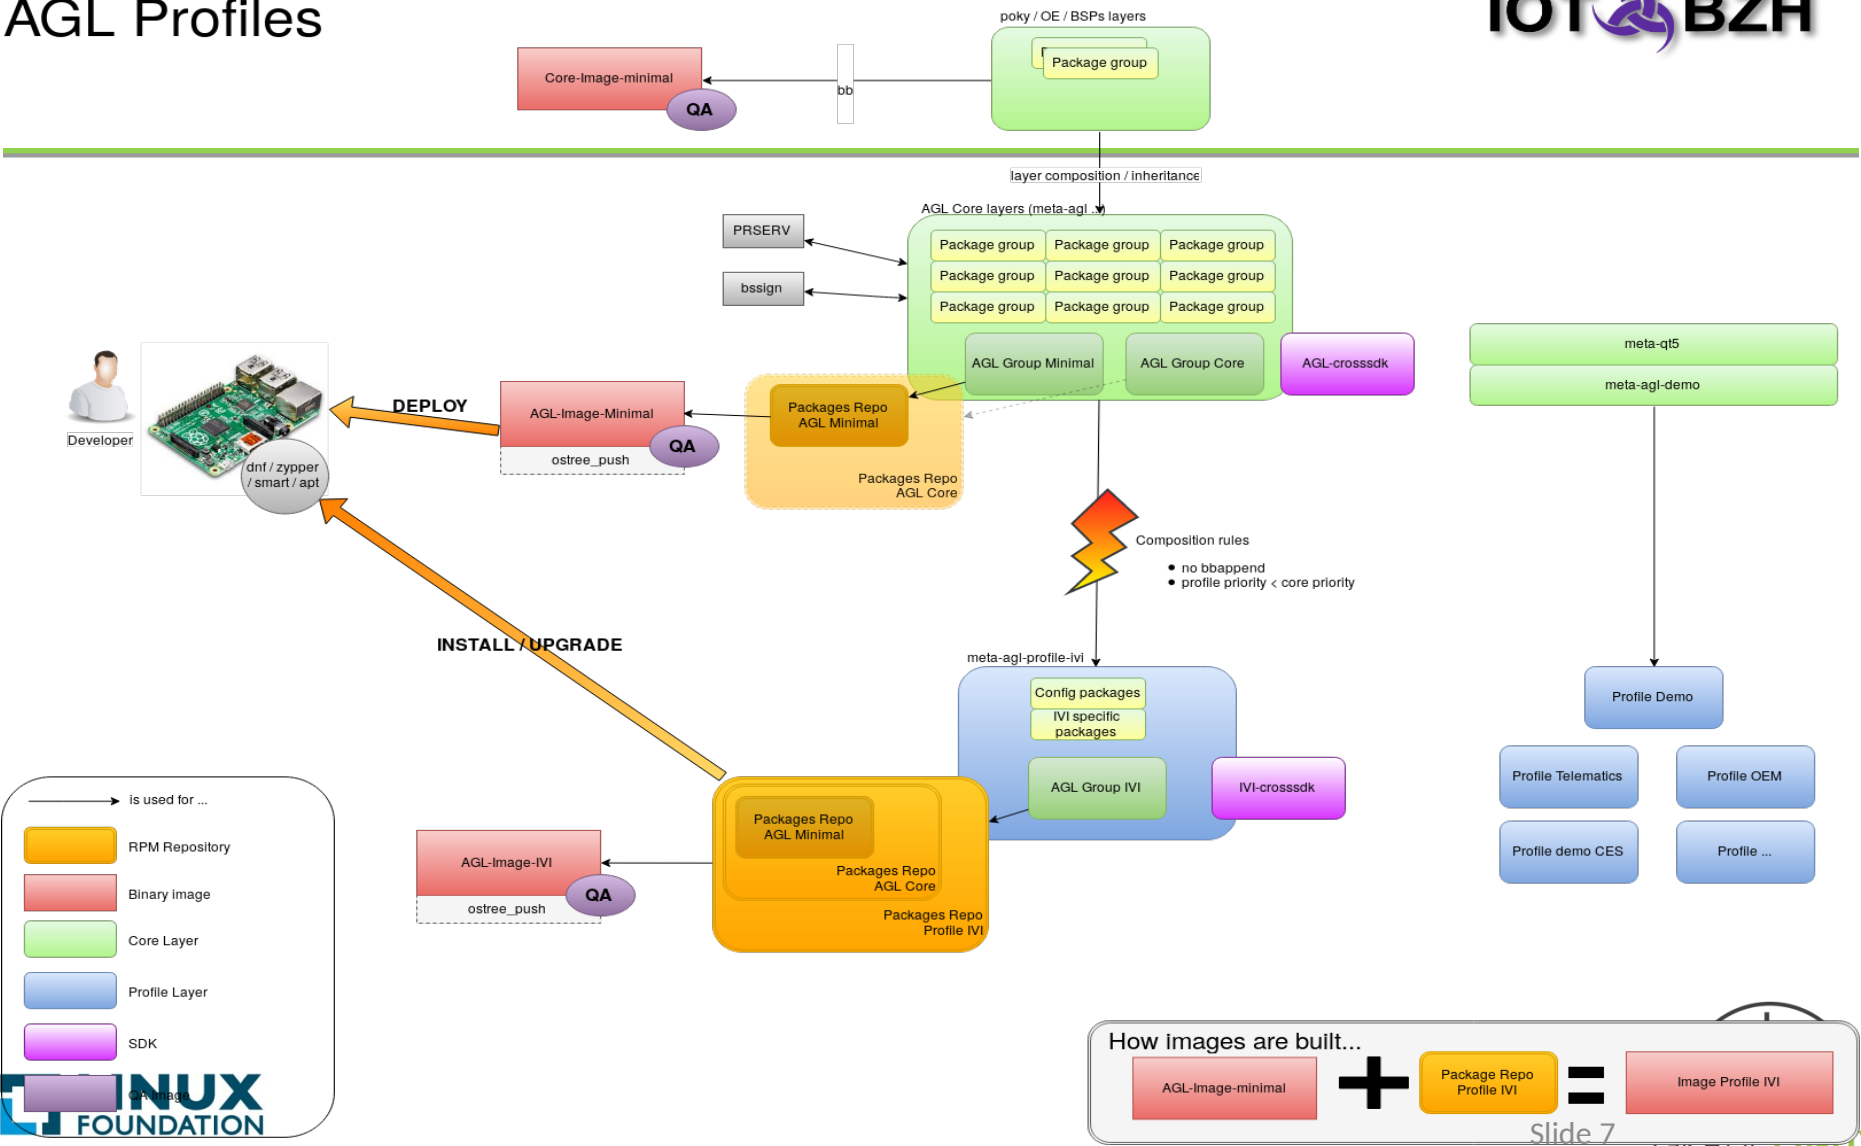 AGL Profiles
IOT BZH
poky / OE / BSPs layers
Package group
Core-Image-minimal
QA
bb
layer composition / inheritance
AGL Core layers (meta-agl ..)
PRSERV
bssign
Package group Package group Package group
Package group Package group Package group
Package group Package group Package group
AGL Group Minimal
AGL Group Core
AGL-crosssdk
meta-qt5
meta-agl-demo
Developer
dnf / zypper
/ smart / apt
DEPLOY
AGL-Image-Minimal
QA
ostree_push
Packages Repo
AGL Minimal
Packages Repo
AGL Core
Composition rules
• no bbappend
• profile priority < core priority
INSTALL / UPGRADE
meta-agl-profile-ivi
Config packages
IVI specific
packages
AGL Group IVI
IVI-crosssdk
Profile Demo
Profile Telematics
Profile OEM
Profile demo CES
Profile ...
Packages Repo
AGL Minimal
Packages Repo
AGL Core
Packages Repo
Profile IVI
AGL-Image-IVI
QA
ostree_push
is used for ...
RPM Repository
Binary image
Core Layer
Profile Layer
SDK
QA Image
LINUX
FOUNDATION
How images are built...
AGL-Image-minimal
+
Package Repo
Profile IVI
=
Image Profile IVI
Slide 7